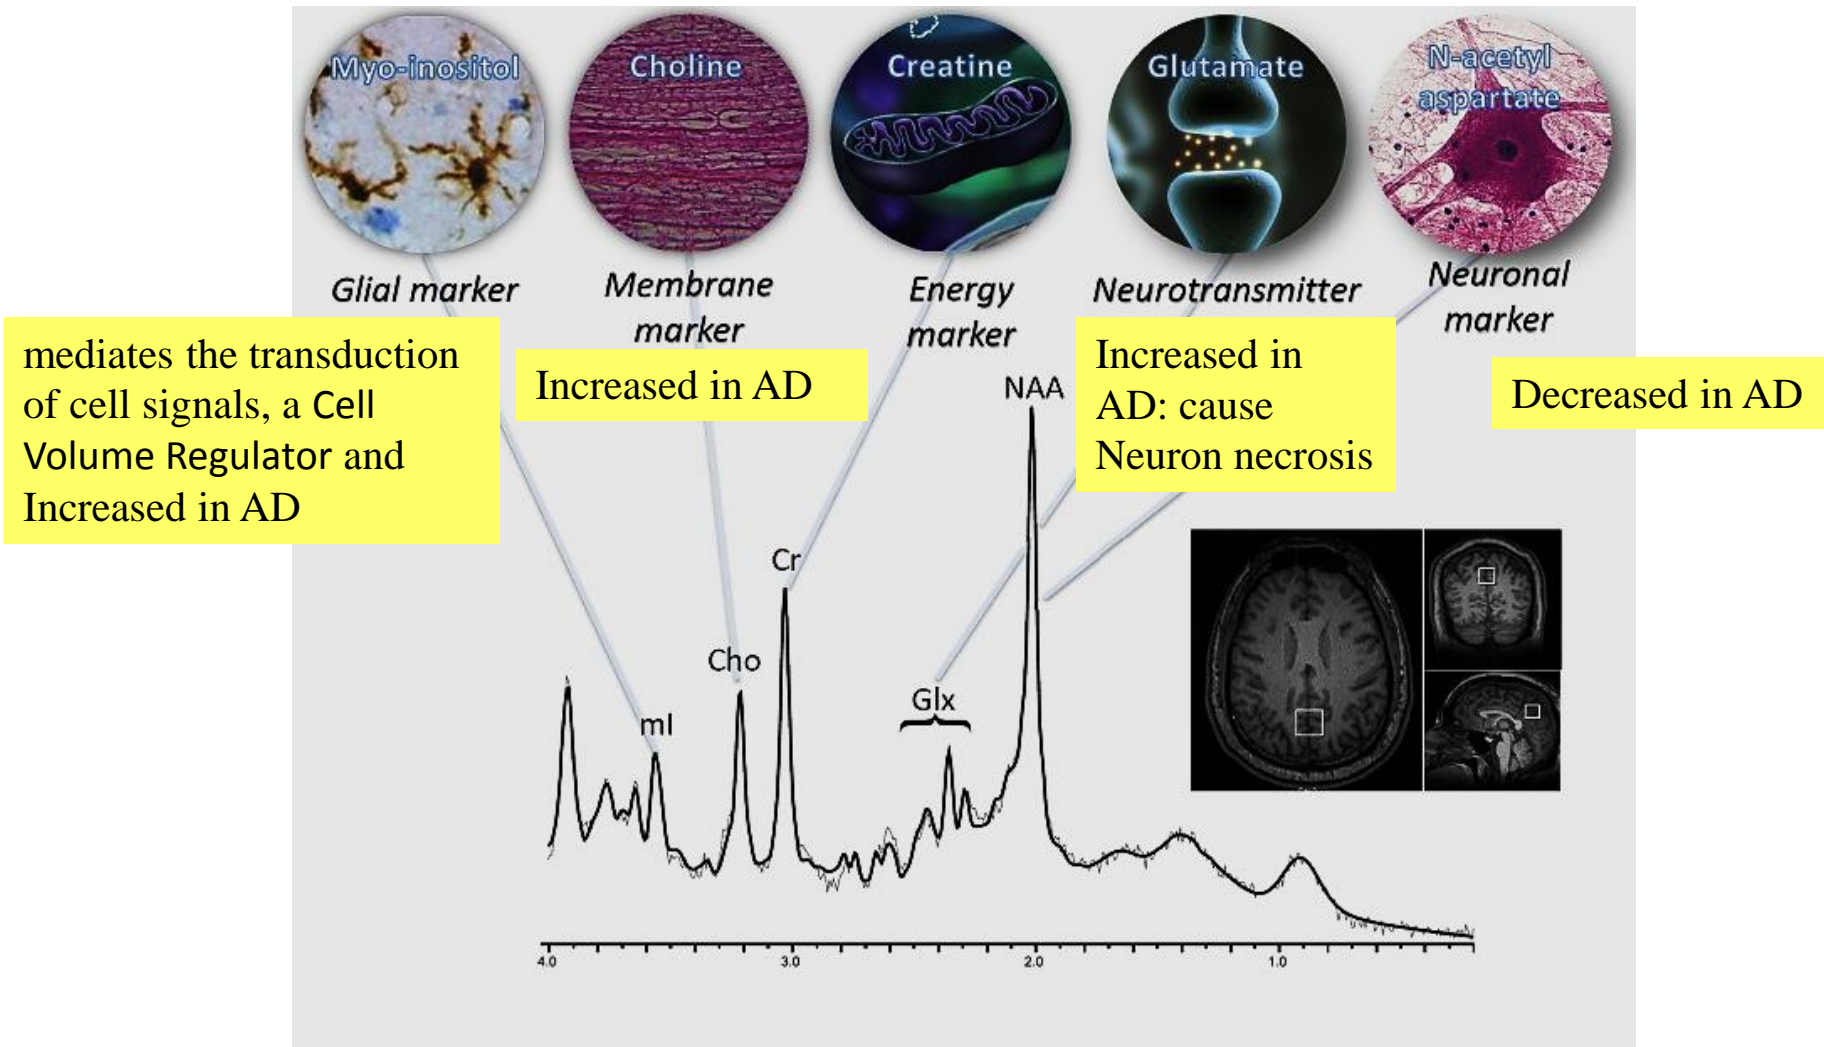 Myo-inositol
Choline
Creatine
Glutamate
N-acetyl
aspartate
Glial marker
Membrane
marker
Energy
marker
Neurotransmitter
Neuronal
marker
mediates the transduction
of cell signals, a Cell
Volume Regulator and
Increased in AD
Increased in AD
Increased in
AD: cause
Neuron necrosis
Decreased in AD
NAA
Cr
Cho
Glx
mI
4.0
3.0
2.0
1.0